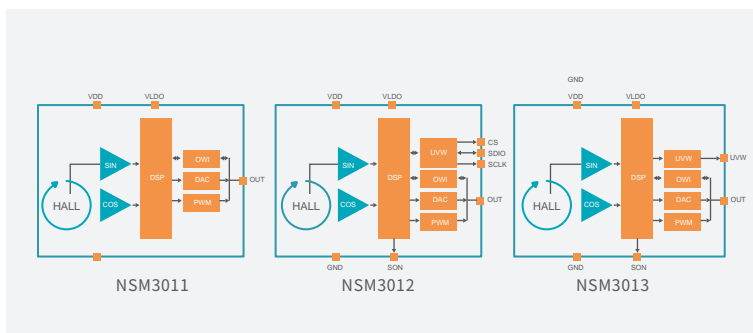 VDD VLDO
SIN
COS
HALL
DSP
OWI
DAC
PWM
OUT
NSM3011
VDD VLDO
SIN
COS
HALL
DSP
UVW
OWI
DAC
PWM
CS
SDIO
SCLK
OUT
GND SON
NSM3012
GND
VDD VLDO
SIN
COS
HALL
DSP
UVW
OWI
DAC
PWM
UVW
OUT
GND SON
NSM3013